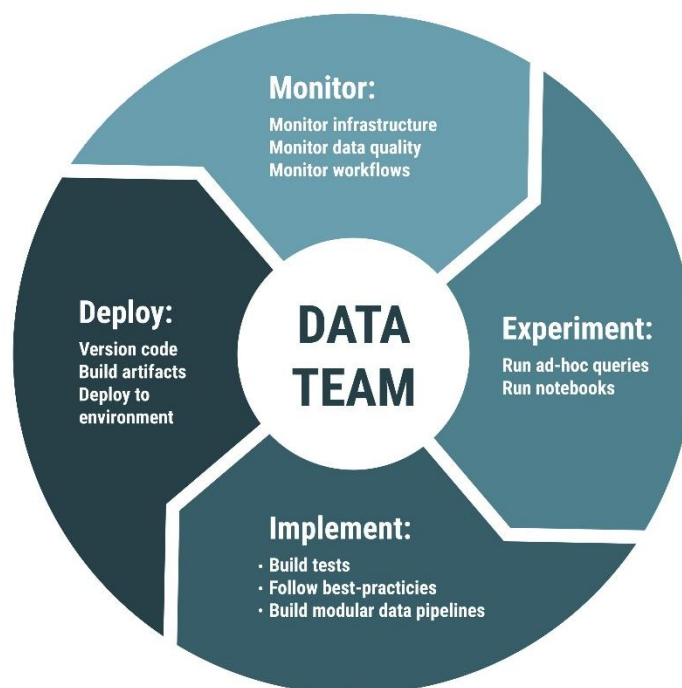 Monitor:
Monitor infrastructure
Monitor data quality
Monitor workflows
Experiment:
Run ad-hoc queries
Run notebooks
Implement:
· Build tests
· Follow best-practicies
· Build modular data pipelines
Deploy:
Version code
Build artifacts
Deploy to
environment
DATA
TEAM